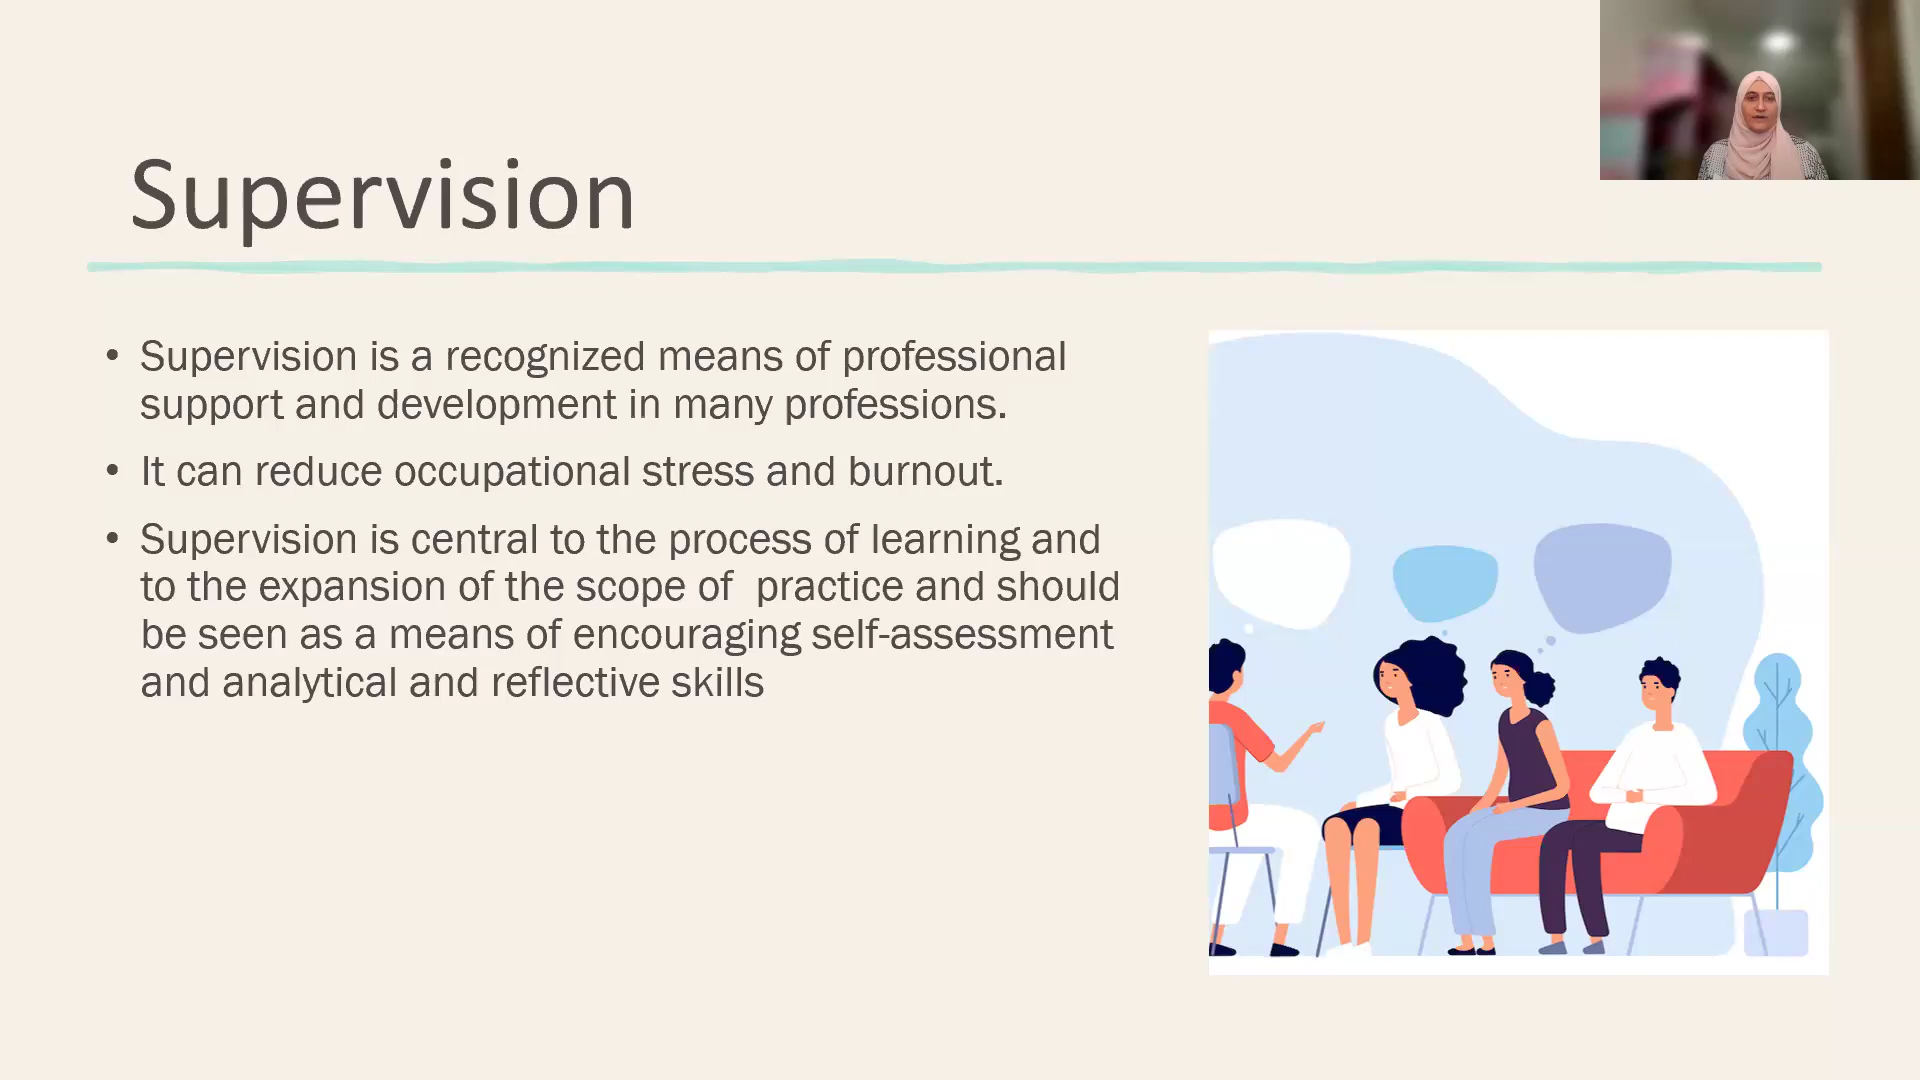 Supervision
• Supervision is a recognized means of professional
support and development in many professions.
• It can reduce occupational stress and burnout.
• Supervision is central to the process of learning and
to the expansion of the scope of  practice and should
be seen as a means of encouraging self-assessment
and analytical and reflective skills